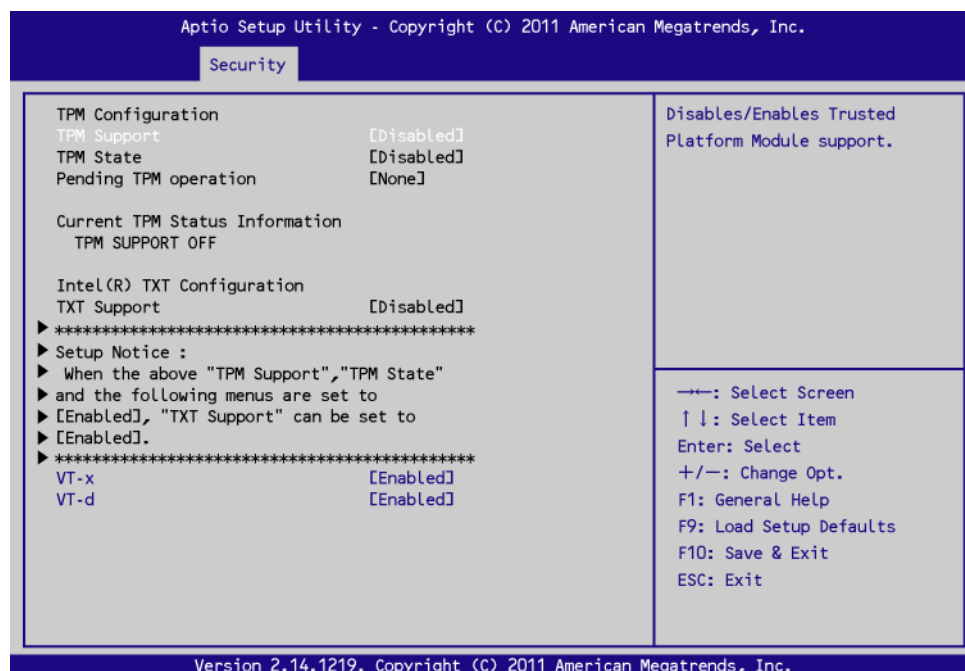 Aptio Setup Utility - Copyright (C) 2011 American Megatrends, Inc.
Security
TPM Configuration
TPM Support [Disabled]
TPM State [Disabled]
Pending TPM operation [None]
Current TPM Status Information
TPM SUPPORT OFF
Intel(R) TXT Configuration
TXT Support [Disabled]
*********************************************
Setup Notice :
When the above "TPM Support","TPM State"
and the following menus are set to
[Enabled], "TXT Support" can be set to
[Enabled].
*********************************************
VT-x [Enabled]
VT-d [Enabled]
Disables/Enables Trusted
Platform Module support.
→←: Select Screen
↑↓: Select Item
Enter: Select
+/-: Change Opt.
F1: General Help
F9: Load Setup Defaults
F10: Save & Exit
ESC: Exit
Version 2.14.1219. Copyright (C) 2011 American Megatrends, Inc.